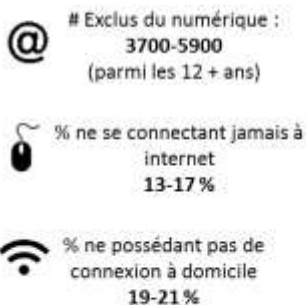 @
# Exclus du numérique :
3700-5900
(parmi les 12 + ans)
% ne se connectant jamais à
internet
13-17 %
% ne possédant pas de
connexion à domicile
19-21 %